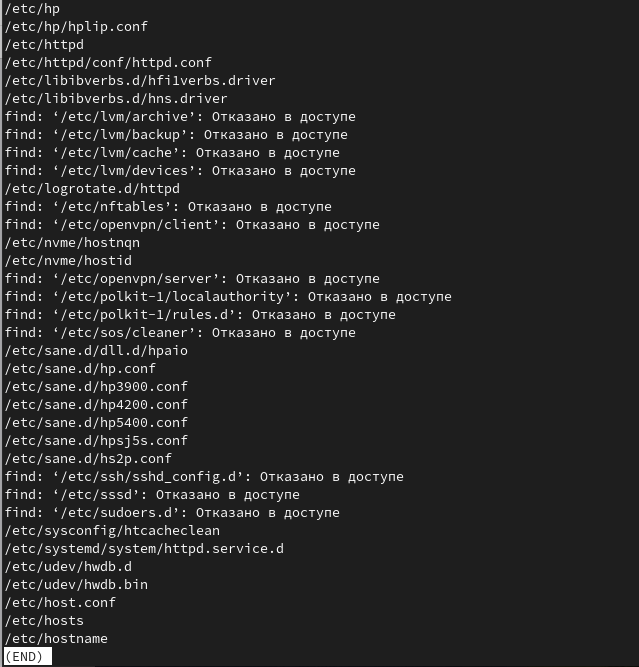 /etc/hp
/etc/hp/hplip.conf
/etc/httpd
/etc/httpd/conf/httpd.conf
/etc/libibverbs.d/hfi1verbs.driver
/etc/libibverbs.d/hns.driver
find: ‘/etc/lvm/archive’: Отказано в доступе
find: ‘/etc/lvm/backup’: Отказано в доступе
find: ‘/etc/lvm/cache’: Отказано в доступе
find: ‘/etc/lvm/devices’: Отказано в доступе
/etc/logrotate.d/httpd
find: ‘/etc/nftables’: Отказано в доступе
find: ‘/etc/openvpn/client’: Отказано в доступе
/etc/nvme/hostnqn
/etc/nvme/hostid
find: ‘/etc/openvpn/server’: Отказано в доступе
find: ‘/etc/polkit-1/localauthority’: Отказано в доступе
find: ‘/etc/polkit-1/rules.d’: Отказано в доступе
find: ‘/etc/sos/cleaner’: Отказано в доступе
/etc/sane.d/dll.d/hpaio
/etc/sane.d/hp.conf
/etc/sane.d/hp3900.conf
/etc/sane.d/hp4200.conf
/etc/sane.d/hp5400.conf
/etc/sane.d/hpsj5s.conf
/etc/sane.d/hs2p.conf
find: ‘/etc/ssh/sshd_config.d’: Отказано в доступе
find: ‘/etc/sssd’: Отказано в доступе
find: ‘/etc/sudoers.d’: Отказано в доступе
/etc/sysconfig/htcacheclean
/etc/systemd/system/httpd.service.d
/etc/udev/hwdb.d
/etc/udev/hwdb.bin
/etc/host.conf
/etc/hosts
/etc/hostname
(END)